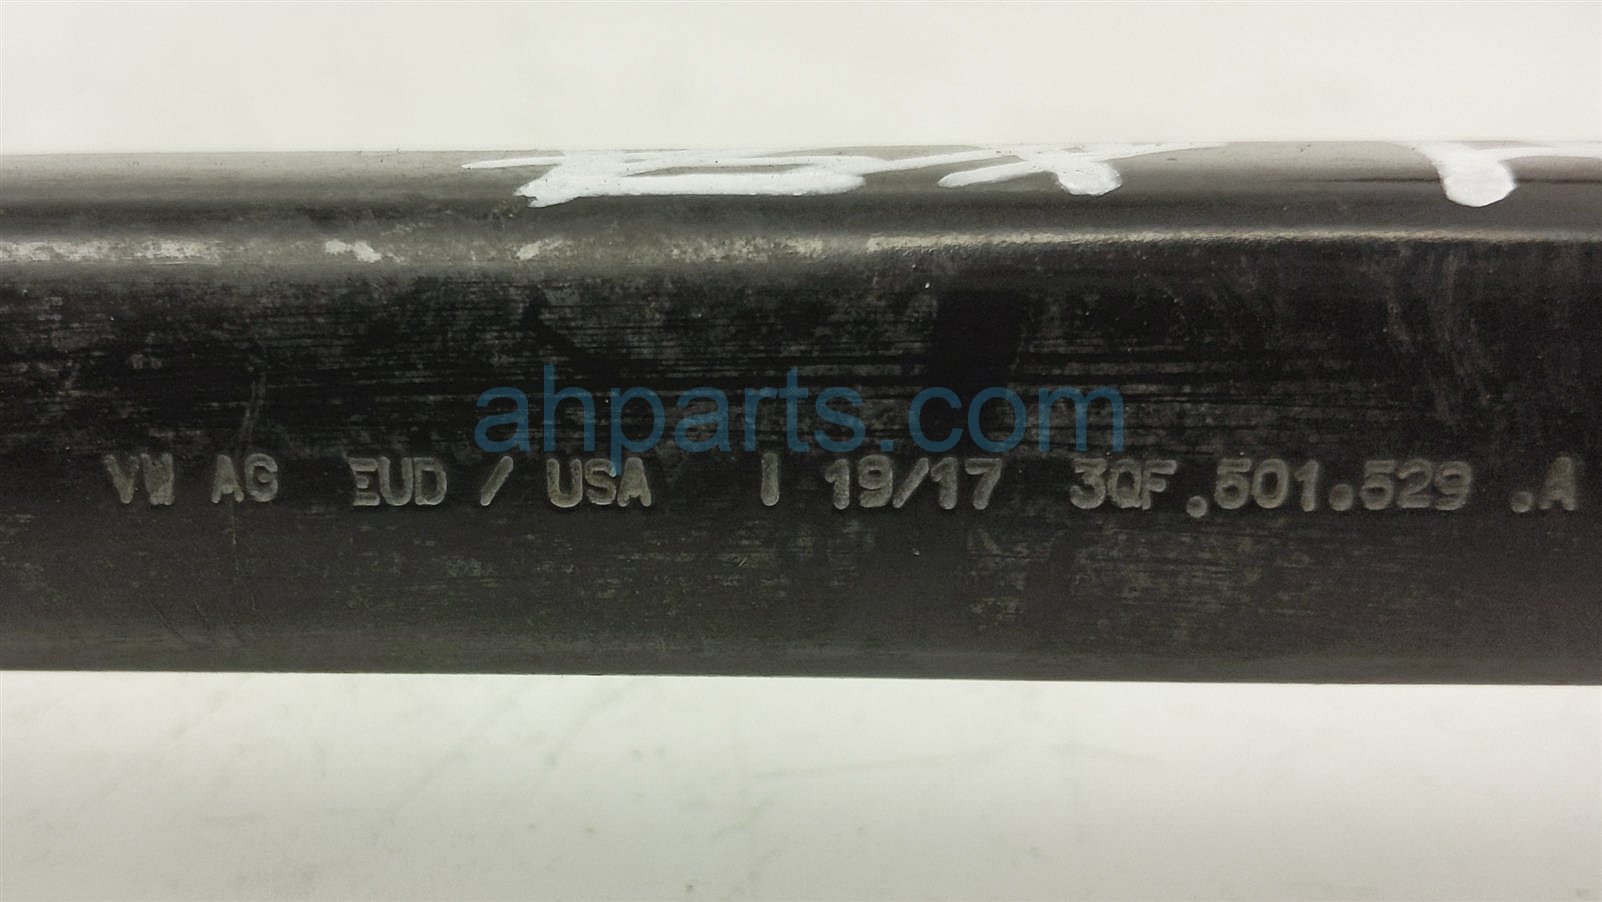 ahparts.com
VW AG EUD / USA I 19/17 3QF.501.529 .A